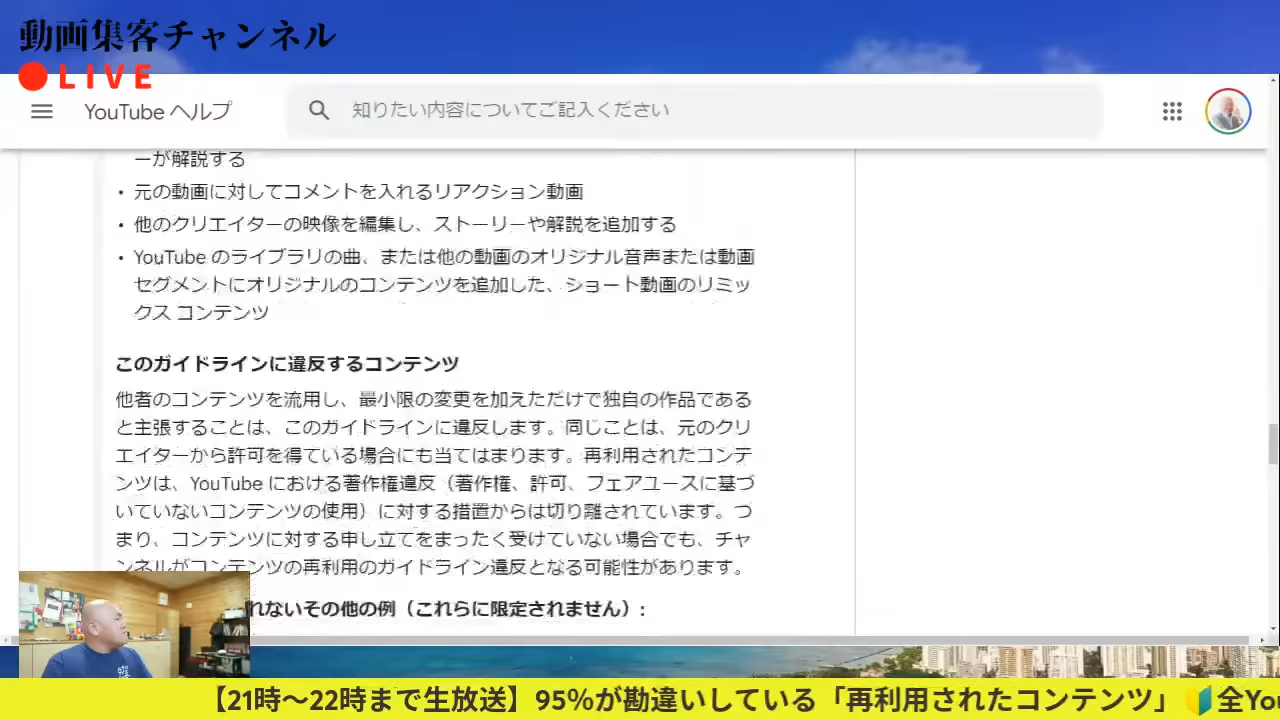 動画集客チャンネル
LIVE
YouTube ヘルプ
知りたい内容についてご記入ください
ーが解説する
• 元の動画に対してコメントを入れるリアクション動画
• 他のクリエイターの映像を編集し、ストーリーや解説を追加する
• YouTube のライブラリの曲、または他の動画のオリジナル音声または動画
セグメントにオリジナルのコンテンツを追加した、ショート動画のリミッ
クス コンテンツ
このガイドラインに違反するコンテンツ
他者のコンテンツを流用し、最小限の変更を加えただけで独自の作品である
と主張することは、このガイドラインに違反します。同じことは、元のクリ
エイターから許可を得ている場合にも当てはまります。再利用されたコンテ
ンツは、YouTube における著作権違反（著作権、許可、フェアユースに基づ
いていないコンテンツの使用）に対する措置からは切り離されています。つ
まり、コンテンツに対する申し立てをまったく受けていない場合でも、チャ
ンネルがコンテンツの再利用のガイドライン違反となる可能性があります。
れないその他の例（これらに限定されません）:
【21時～22時まで生放送】95%が勘違いしている「再利用されたコンテンツ」🔰全You